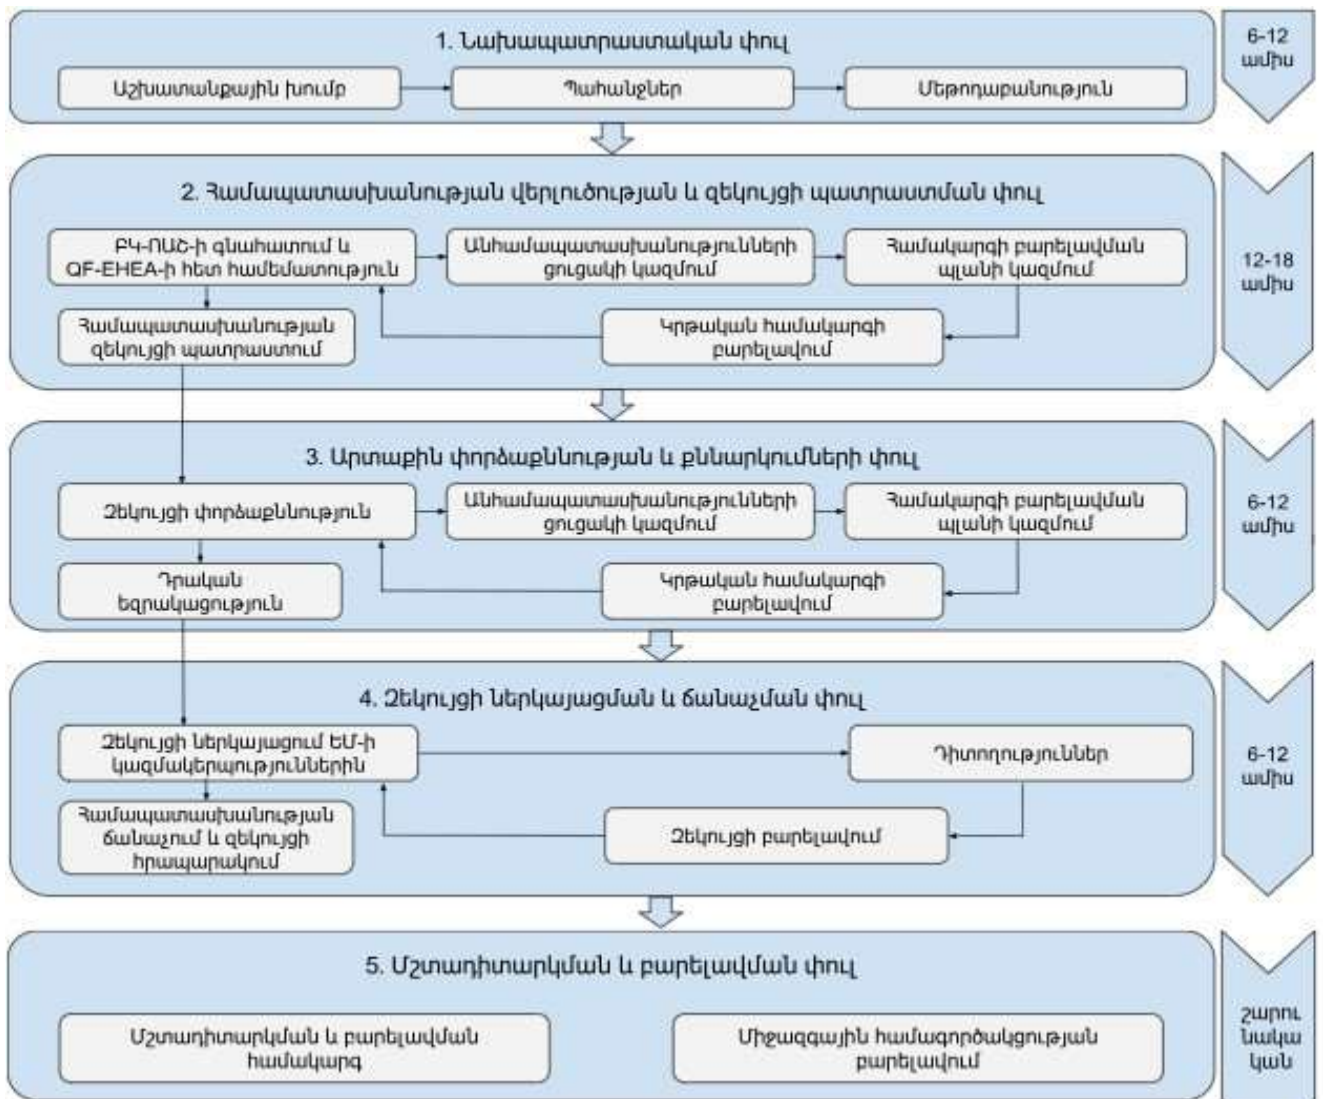 1. Նախապատրաստական փուլ
6-12
ամիս
Աշխատանքային խումբ
Պահանջներ
Մեթոդաբանություն
2. Համապատասխանության վերլուծության և զեկույցի պատրաստման փուլ
12-18
ամիս
ԲԿ-ՈԱՇ-ի գնահատում և
QF-EHEA-ի հետ համեմատություն
Անհամապատասխանությունների
ցուցակի կազմում
Համակարգի բարելավման
պլանի կազմում
Համապատասխանության
զեկույցի պատրաստում
Կրթական համակարգի
բարելավում
3. Արտաքին փորձաքննության և քննարկումների փուլ
6-12
ամիս
Զեկույցի փորձաքննություն
Անհամապատասխանությունների
ցուցակի կազմում
Համակարգի բարելավման
պլանի կազմում
Դրական
եզրակացություն
Կրթական համակարգի
բարելավում
4. Զեկույցի ներկայացման և ճանաչման փուլ
6-12
ամիս
Զեկույցի ներկայացում ԵՄ-ի
կազմակերպություններին
Դիտողություններ
Համապատասխանության
ճանաչում և զեկույցի
հրապարակում
Զեկույցի բարելավում
5. Մշտադիտարկման և բարելավման փուլ
շարու
նակա
կան
Մշտադիտարկման և բարելավման
համակարգ
Միջազգային համագործակցության
բարելավում